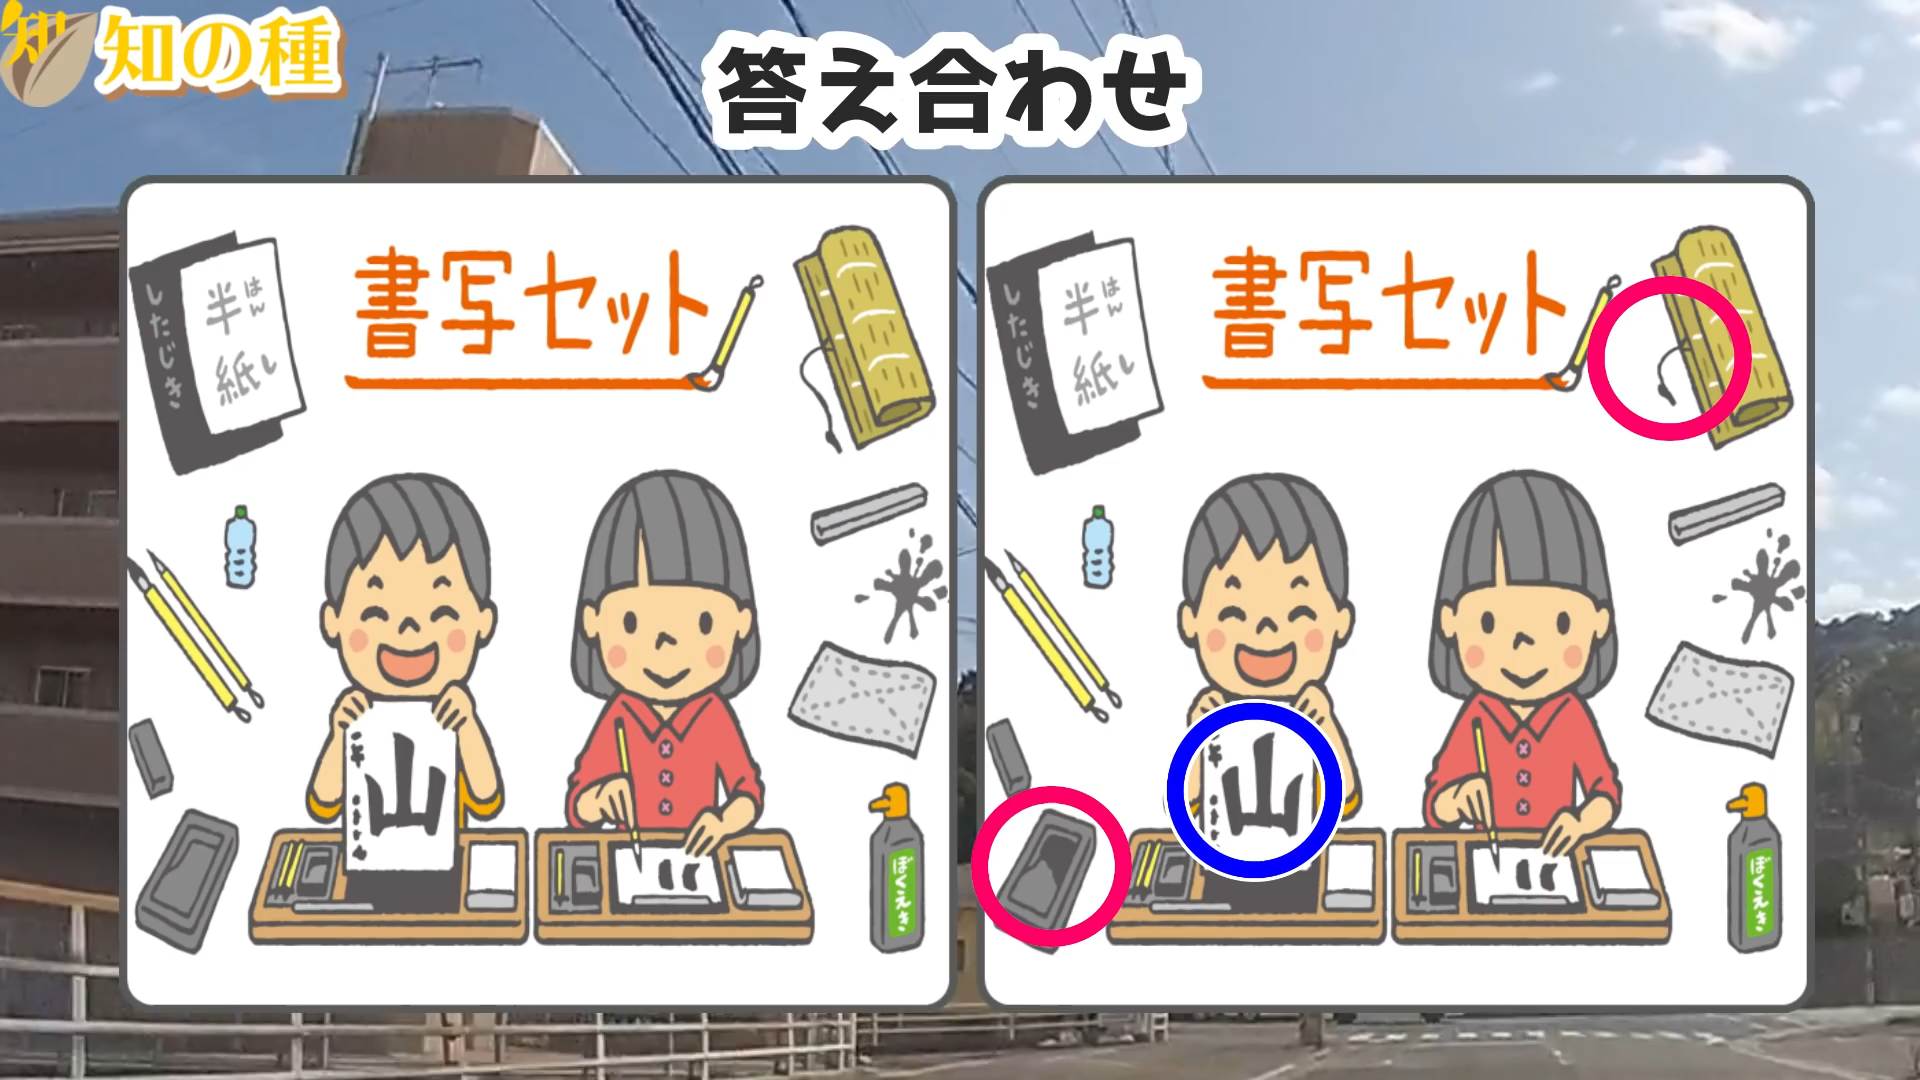 知の種
答え合わせ
書写セット
はん
半紙
したじき
山
ぼくえき
書写セット
はん
半紙
したじき
山
ぼくえき